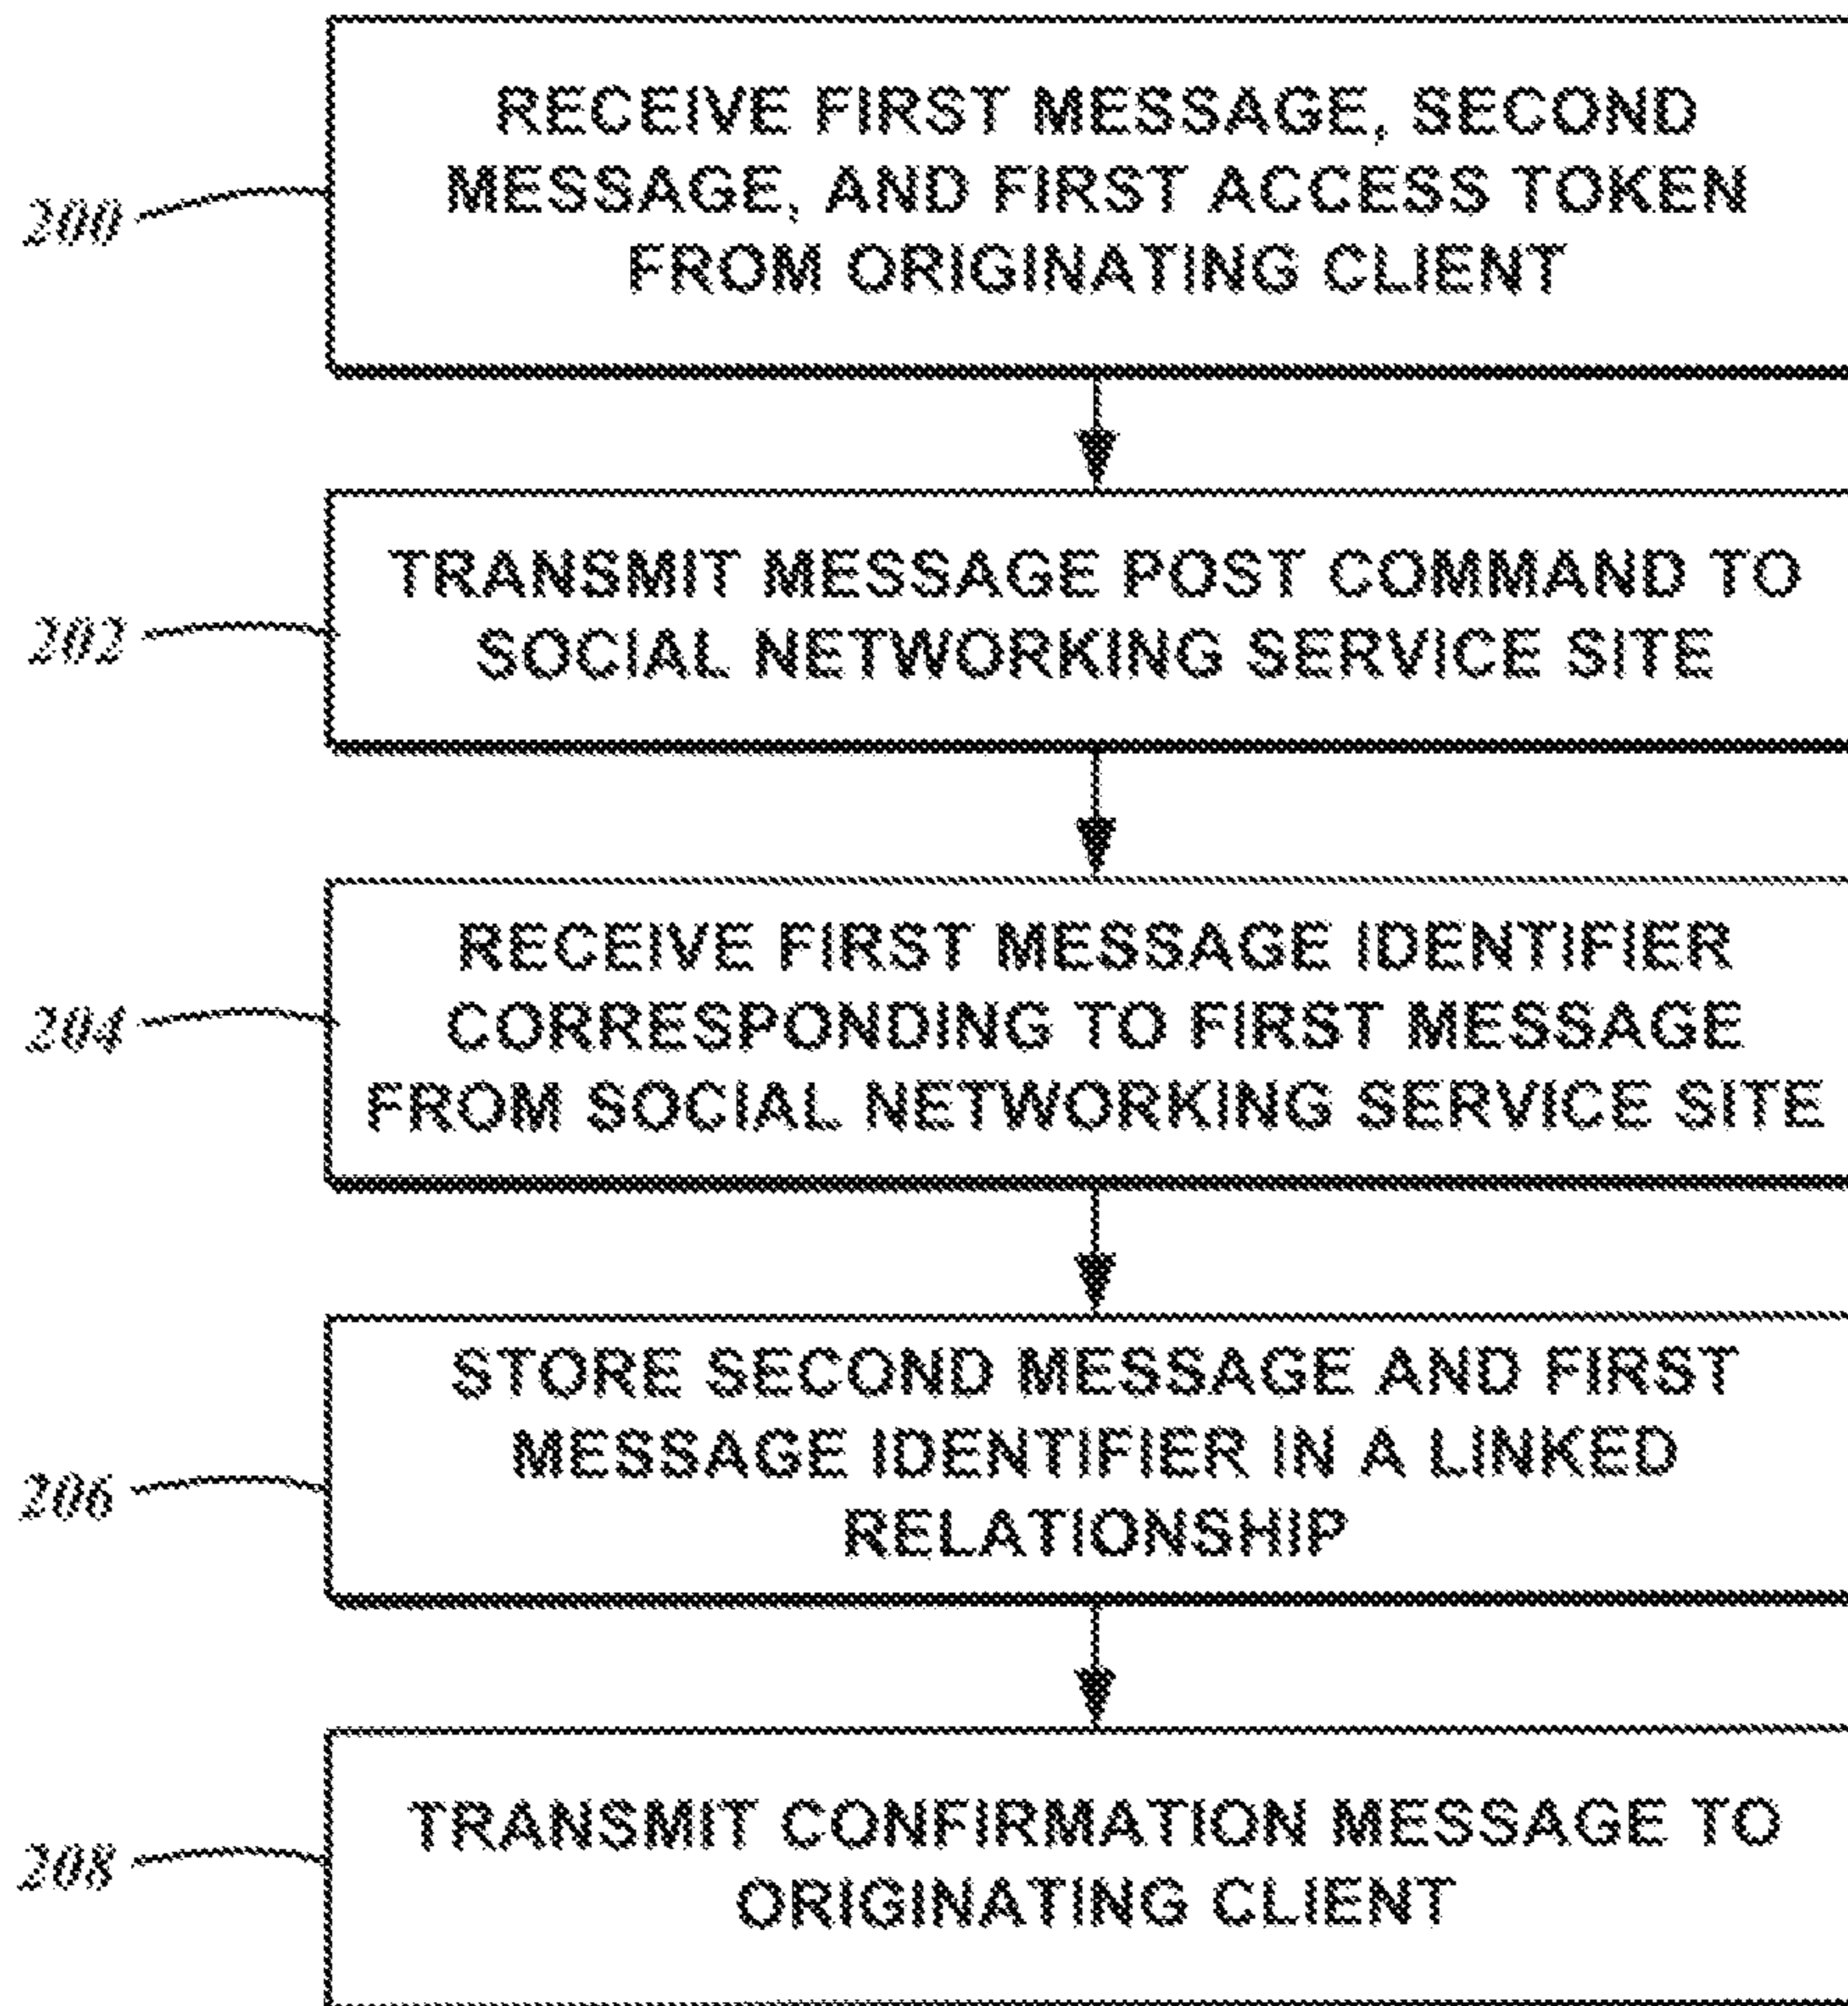 200
RECEIVE FIRST MESSAGE, SECOND
MESSAGE, AND FIRST ACCESS TOKEN
FROM ORIGINATING CLIENT
202
TRANSMIT MESSAGE POST COMMAND TO
SOCIAL NETWORKING SERVICE SITE
204
RECEIVE FIRST MESSAGE IDENTIFIER
CORRESPONDING TO FIRST MESSAGE
FROM SOCIAL NETWORKING SERVICE SITE
206
STORE SECOND MESSAGE AND FIRST
MESSAGE IDENTIFIER IN A LINKED
RELATIONSHIP
208
TRANSMIT CONFIRMATION MESSAGE TO
ORIGINATING CLIENT